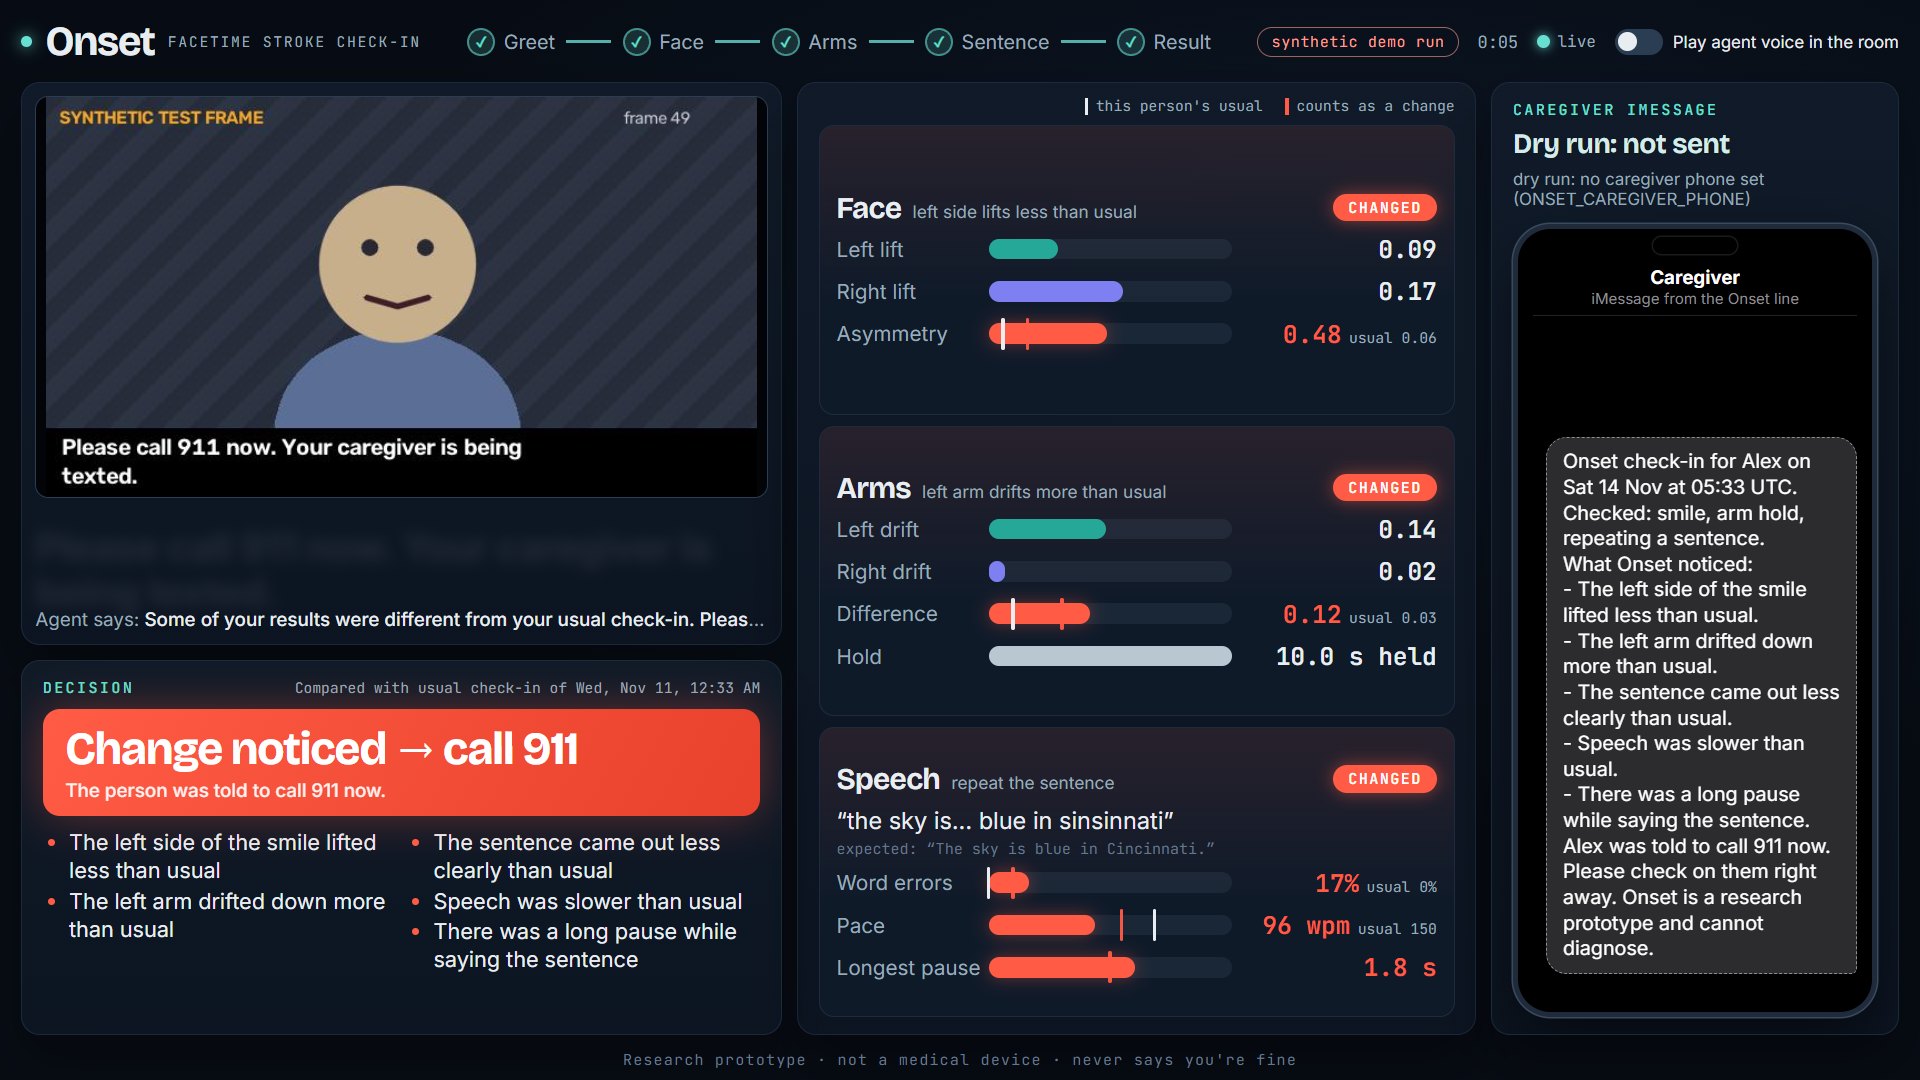 Onset FACETIME STROKE CHECK-IN
Greet Face Arms Sentence Result
synthetic demo run 0:05 live Play agent voice in the room
SYNTHETIC TEST FRAME frame 49
Please call 911 now. Your caregiver is being
texted.
Please call 911 now. Your caregiver is
being texted.
Agent says: Some of your results were different from your usual check-in. Pleas...
DECISION Compared with usual check-in of Wed, Nov 11, 12:33 AM
Change noticed → call 911
The person was told to call 911 now.
• The left side of the smile lifted
less than usual
• The left arm drifted down more
than usual
• The sentence came out less
clearly than usual
• Speech was slower than usual
• There was a long pause while
saying the sentence
this person's usual counts as a change
Face left side lifts less than usual CHANGED
Left lift 0.09
Right lift 0.17
Asymmetry 0.48 usual 0.06
Arms left arm drifts more than usual CHANGED
Left drift 0.14
Right drift 0.02
Difference 0.12 usual 0.03
Hold 10.0 s held
Speech repeat the sentence CHANGED
“the sky is... blue in sinsinnati”
expected: “The sky is blue in Cincinnati.”
Word errors 17% usual 0%
Pace 96 wpm usual 150
Longest pause 1.8 s
CAREGIVER IMESSAGE
Dry run: not sent
dry run: no caregiver phone set
(ONSET_CAREGIVER_PHONE)
Caregiver
iMessage from the Onset line
Onset check-in for Alex on
Sat 14 Nov at 05:33 UTC.
Checked: smile, arm hold,
repeating a sentence.
What Onset noticed:
- The left side of the smile
lifted less than usual.
- The left arm drifted down
more than usual.
- The sentence came out less
clearly than usual.
- Speech was slower than
usual.
- There was a long pause
while saying the sentence.
Alex was told to call 911 now.
Please check on them right
away. Onset is a research
prototype and cannot
diagnose.
Research prototype · not a medical device · never says you're fine